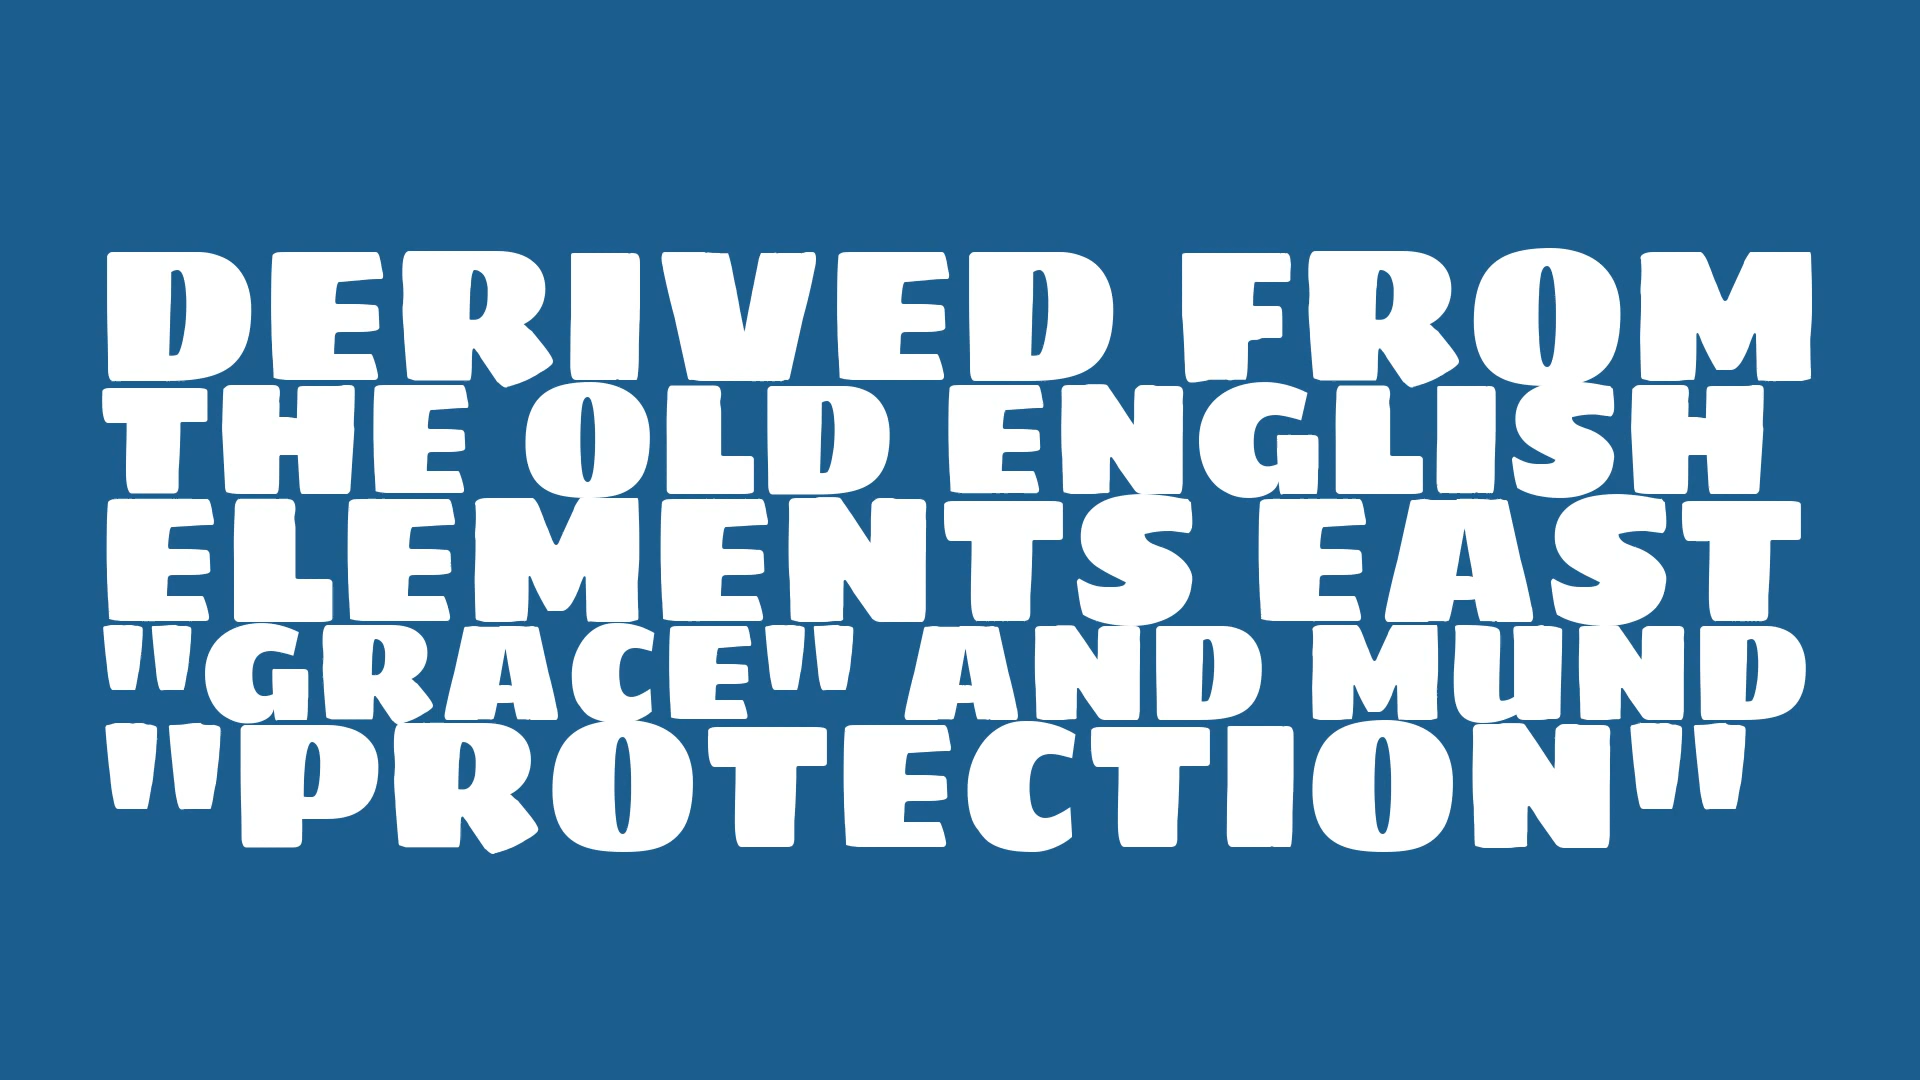 DERIVED FROM
THE OLD ENGLISH
ELEMENTS EAST
"GRACE" AND MUND
"PROTECTION"